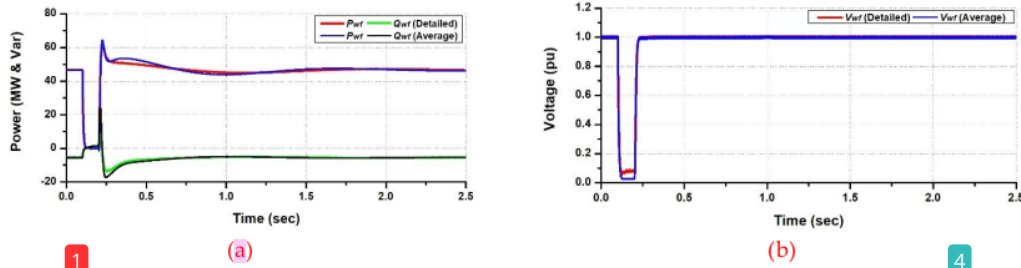 Pwf Qwf (Detailed)
Pwf Qwf (Average)
Power (MW & Var)
80
60
40
20
0
-20
0.0 0.5 1.0 1.5 2.0 2.5
Time (sec)
(a)
1
Vwf (Detailed) Vwf (Average)
Voltage (pu)
1.2
1.0
0.8
0.6
0.4
0.2
0.0
0.0 0.5 1.0 1.5 2.0 2.5
Time (sec)
(b)
4